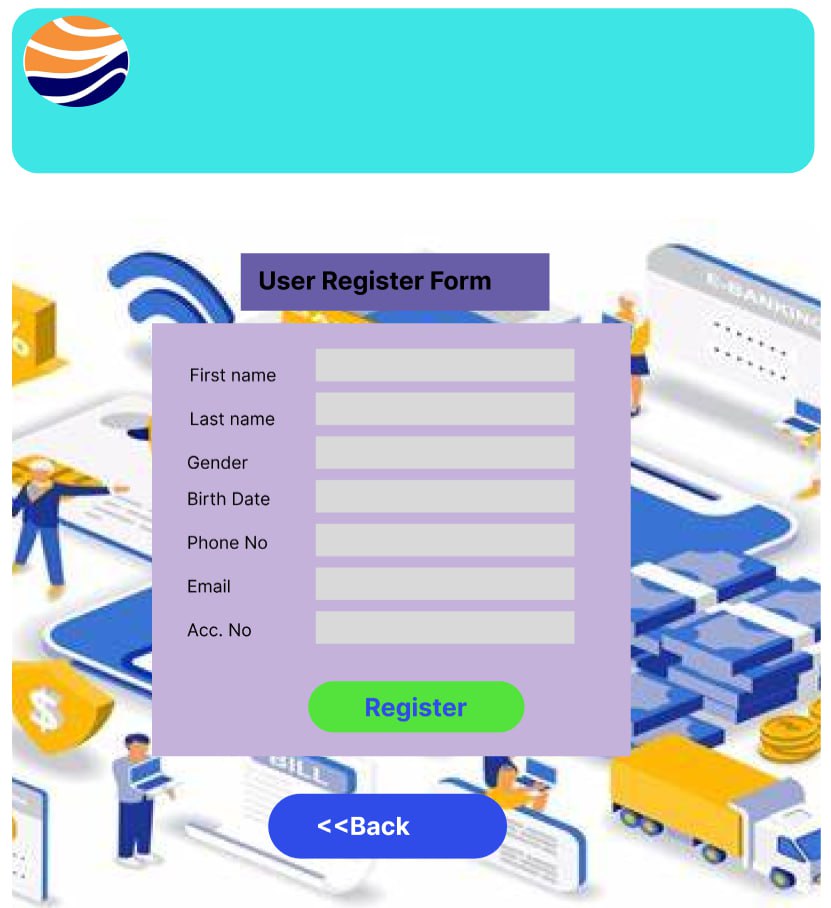 User Register Form
E-BANKING
%
First name
Last name
Gender
Birth Date
Phone No
Email
Acc. No
$
Register
BILL
<<Back